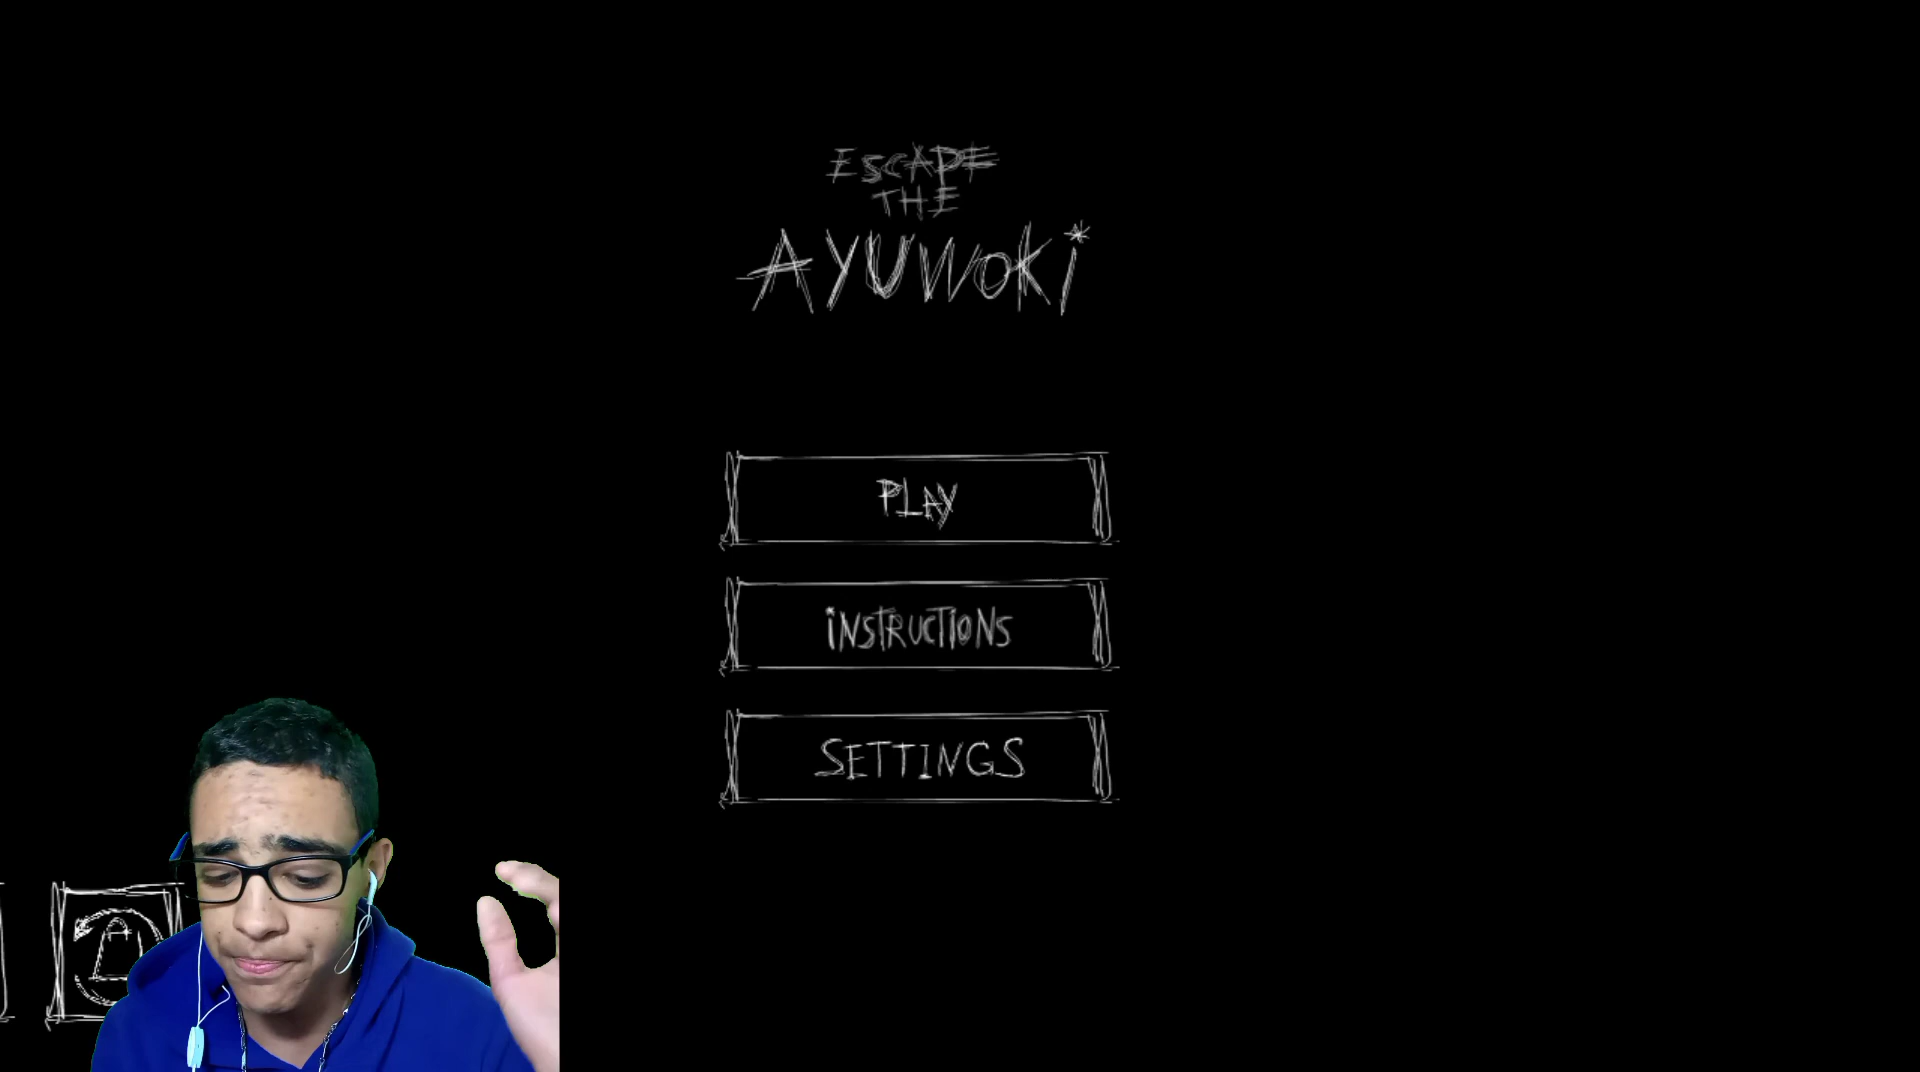 ESCAPE
THE
AYUWOKi
PLAY
iNSTRUCTIONS
SETTINGS